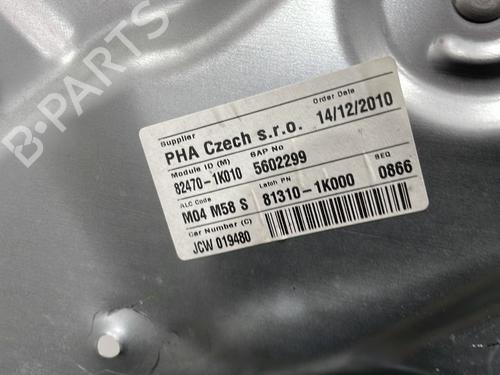 B-PARTS
Supplier Order Date
PHA Czech s.r.o. 14/12/2010
Module ID (M) SAP No
82470-1K010 5602299
ALC Code Latch PN SEQ
M04 M58 S 81310-1K000 0866
Car Number (C)
JCW 019480